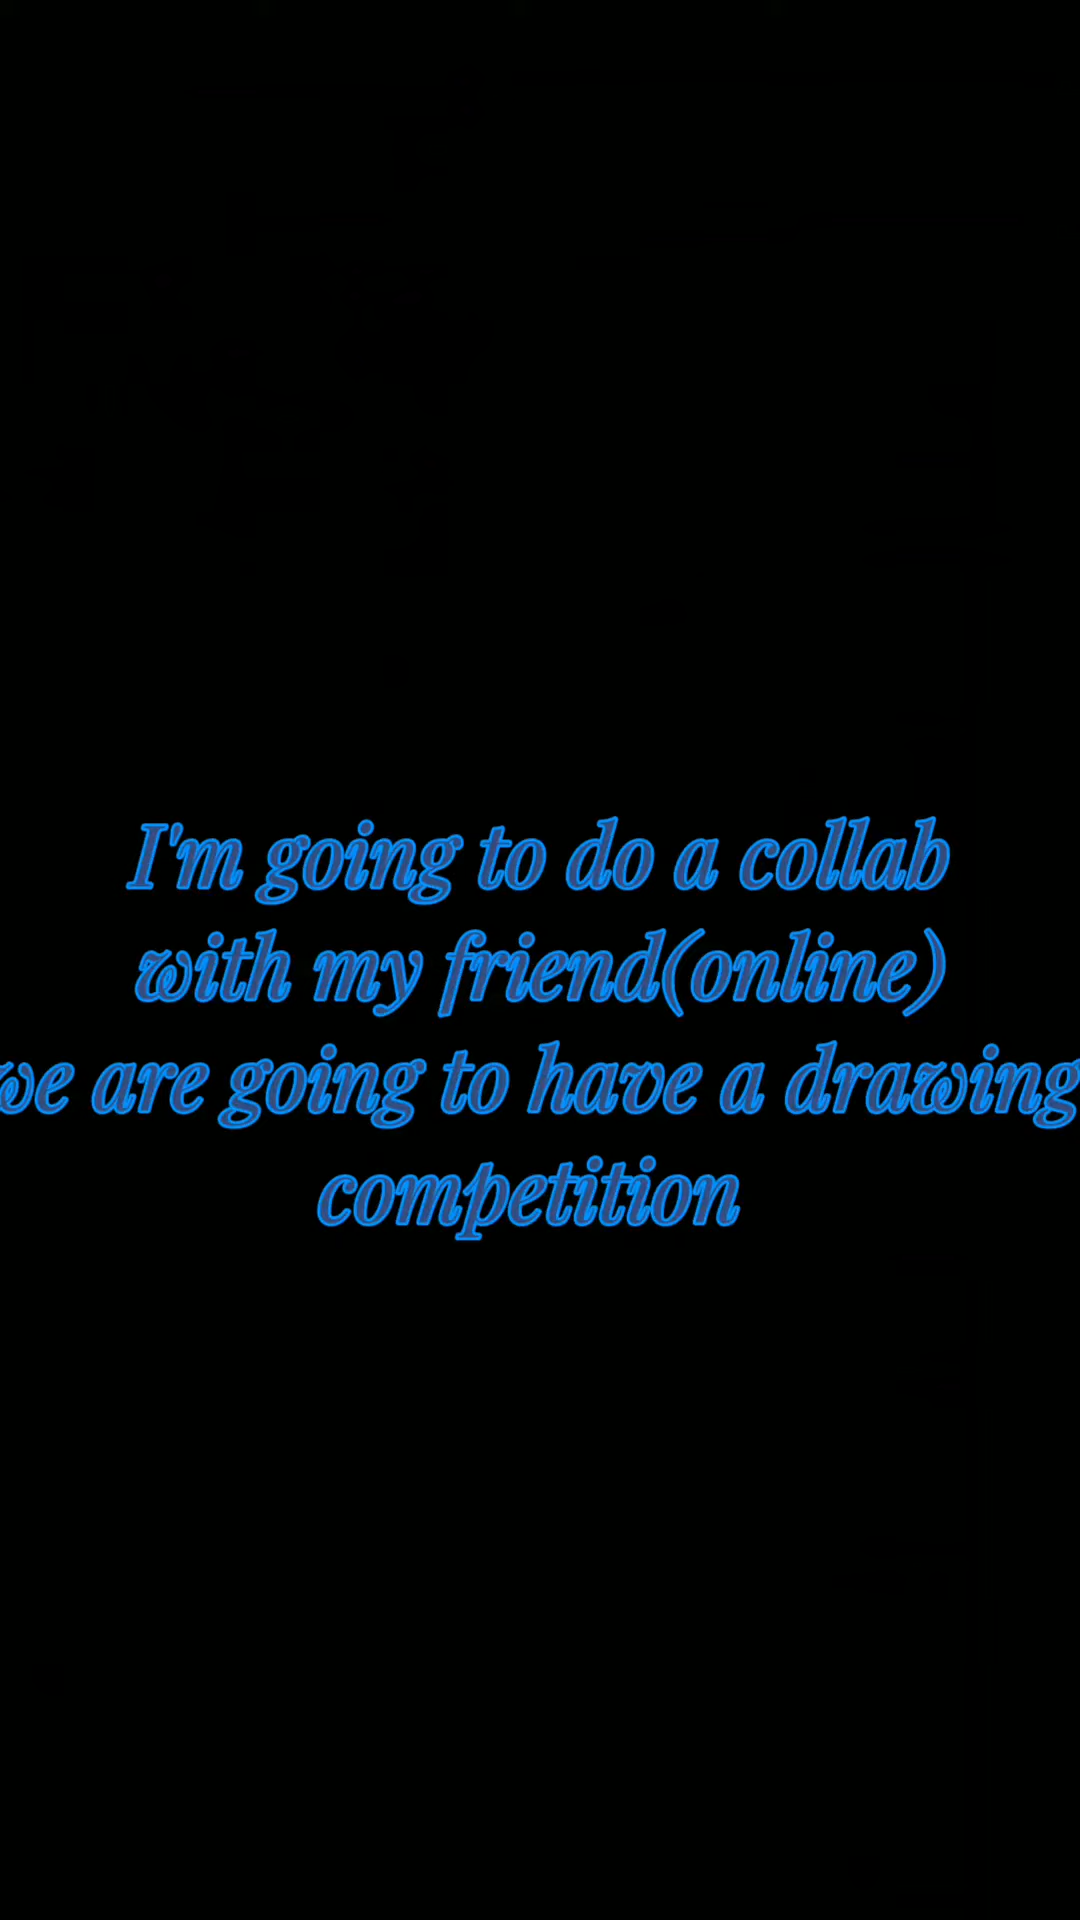 I'm going to do a collab
with my friend(online)
we are going to have a drawing
competition